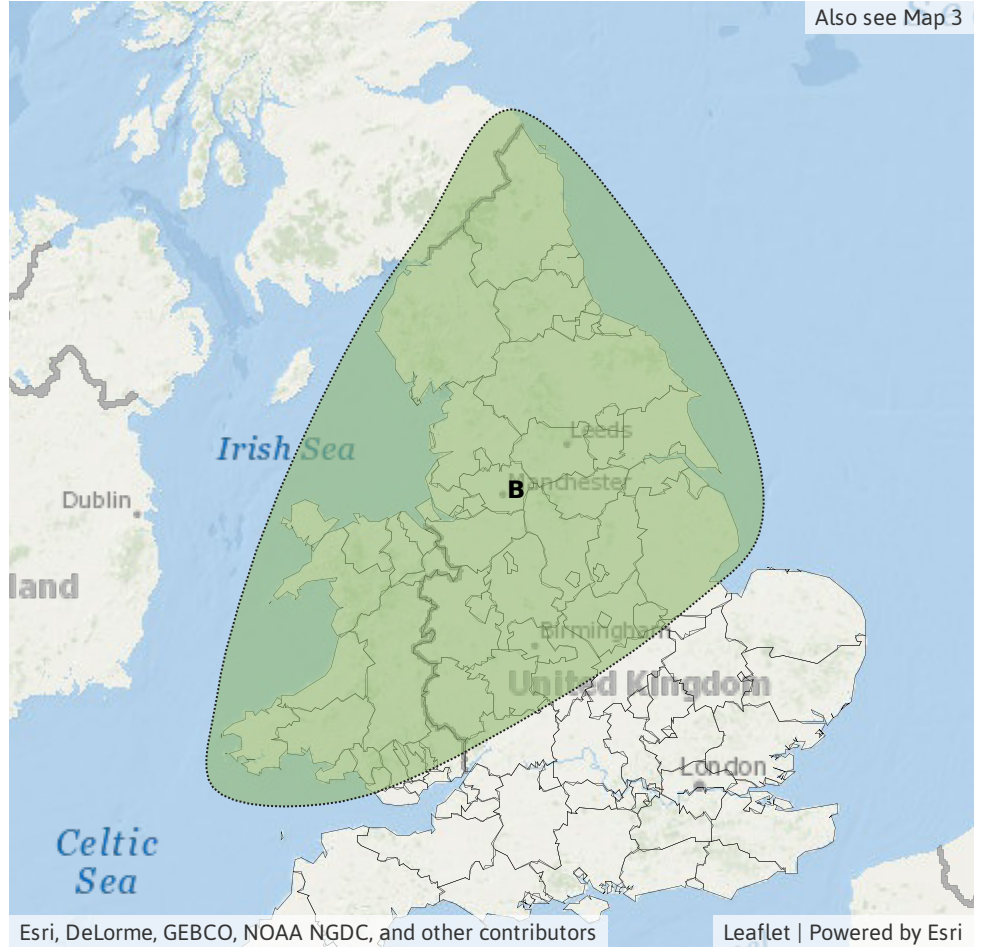 Also see Map 3
Leeds
Irish Sea
Manchester
B
Dublin
land
Birmingham
United Kingdom
London
Celtic
Sea
Esri, DeLorme, GEBCO, NOAA NGDC, and other contributors
Leaflet | Powered by Esri